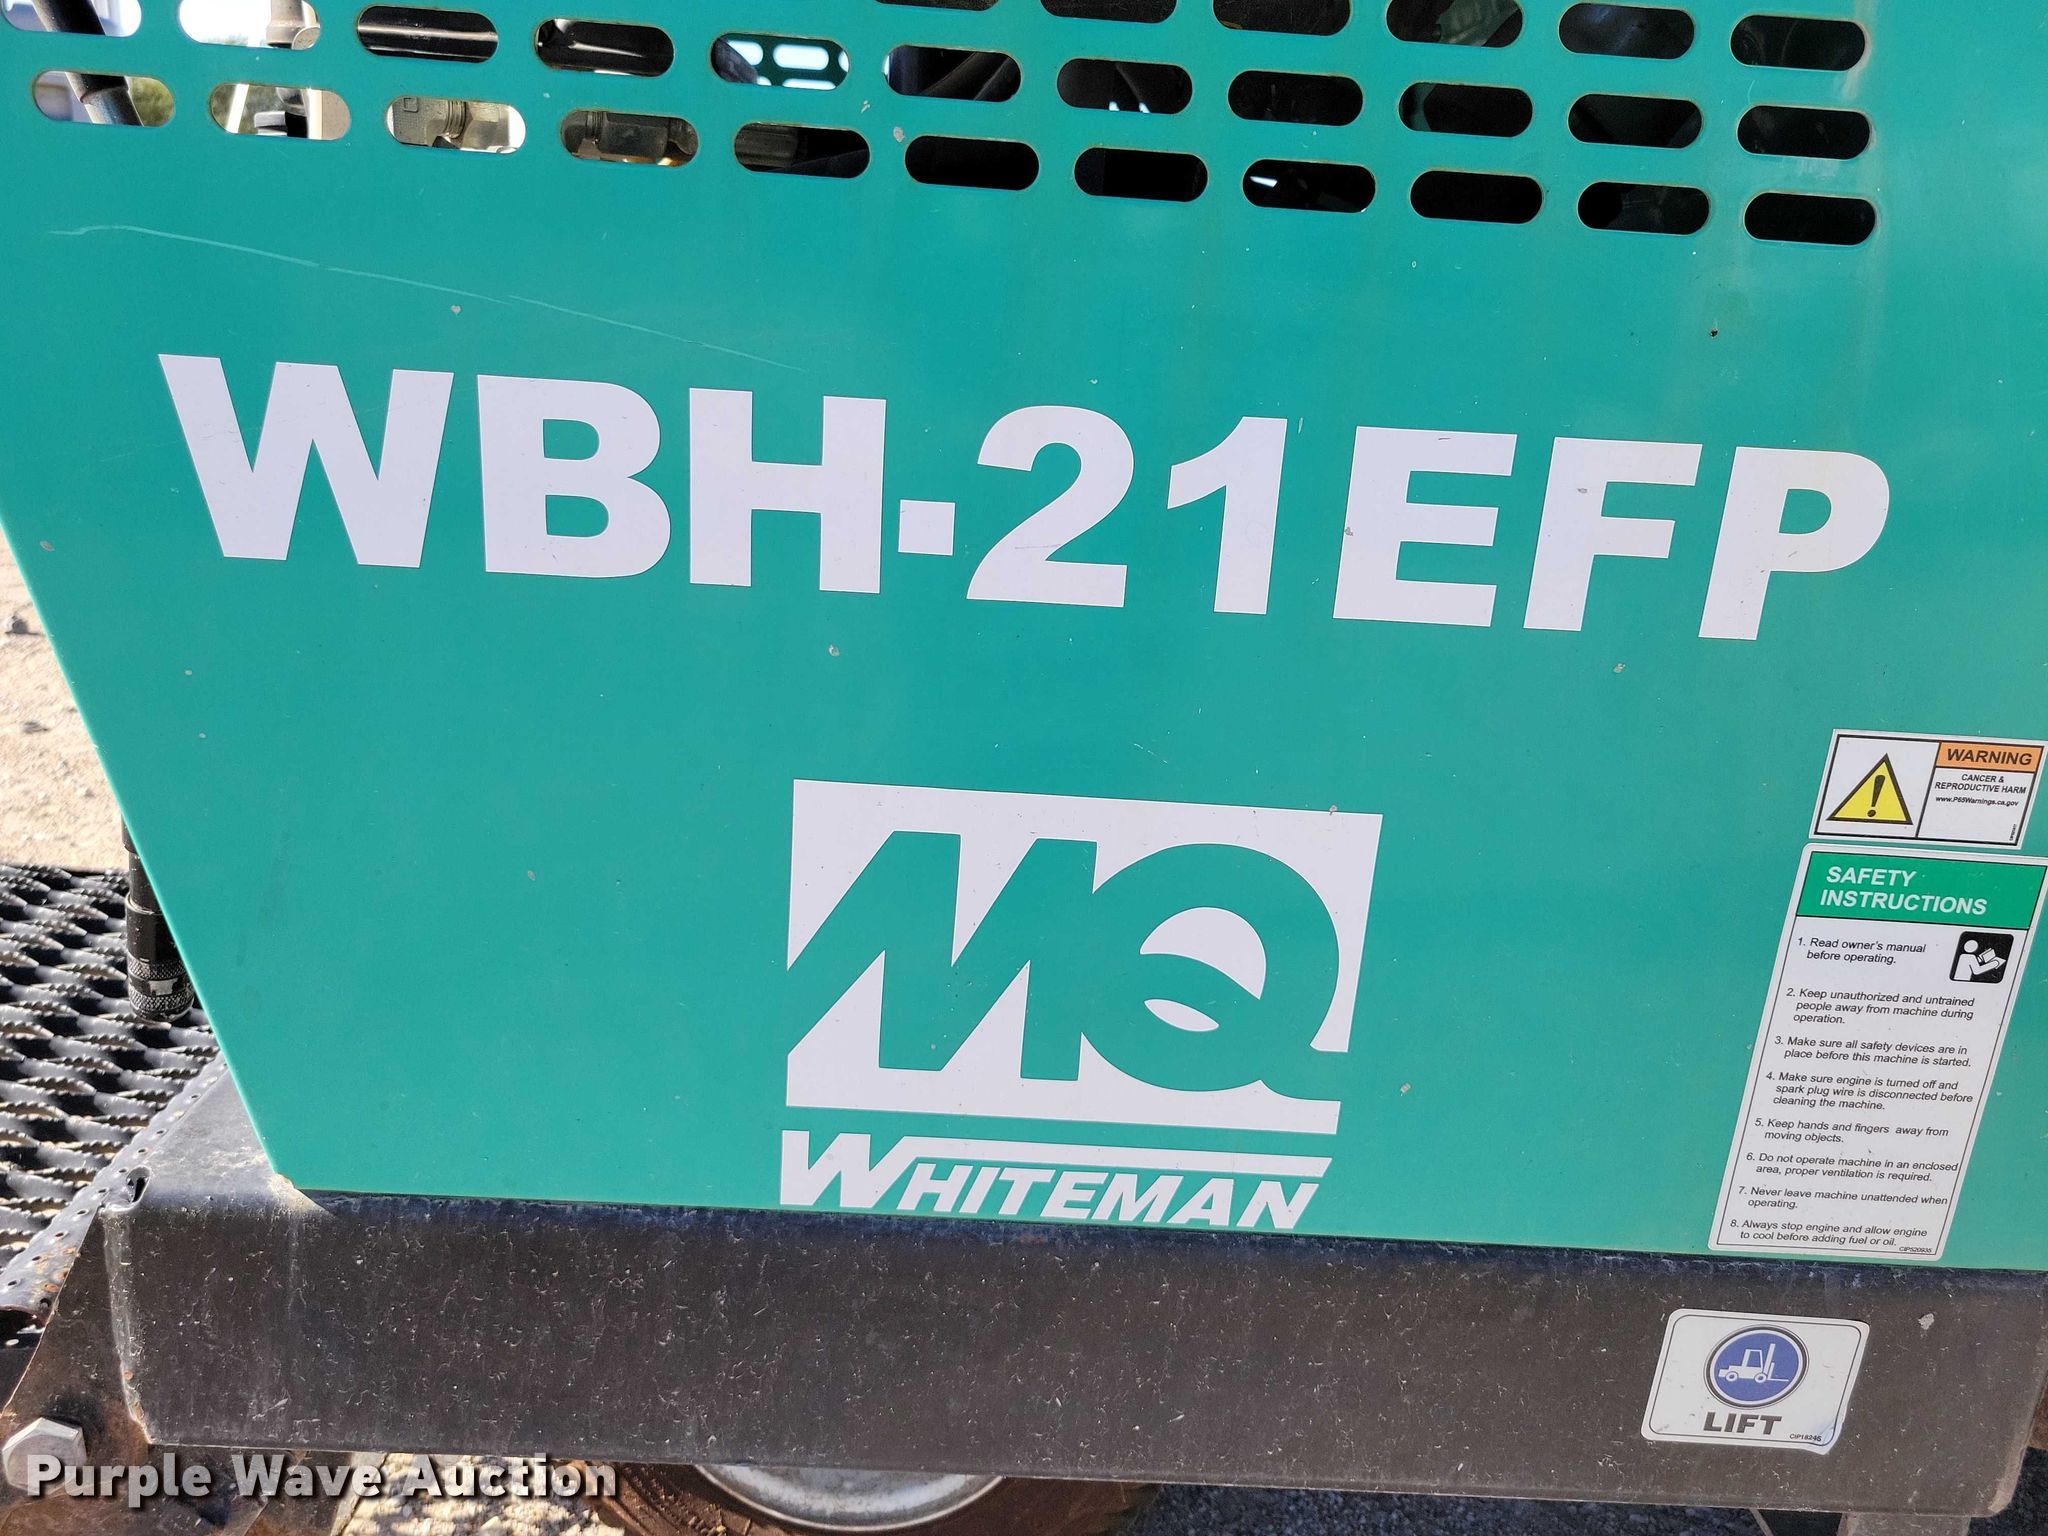 WBH-21EFP
MQ
WHITEMAN
WARNING
CANCER &
REPRODUCTIVE HARM
www.P65Warnings.ca.gov
SAFETY
INSTRUCTIONS
1. Read owner's manual
before operating.
2. Keep unauthorized and untrained
people away from machine during
operation.
3. Make sure all safety devices are in
place before this machine is started.
4. Make sure engine is turned off and
spark plug wire is disconnected before
cleaning the machine.
5. Keep hands and fingers away from
moving objects.
6. Do not operate machine in an enclosed
area, proper ventilation is required.
7. Never leave machine unattended when
operating.
8. Always stop engine and allow engine
to cool before adding fuel or oil.
CIPS20935
LIFT
CIP18246
Purple Wave Auction